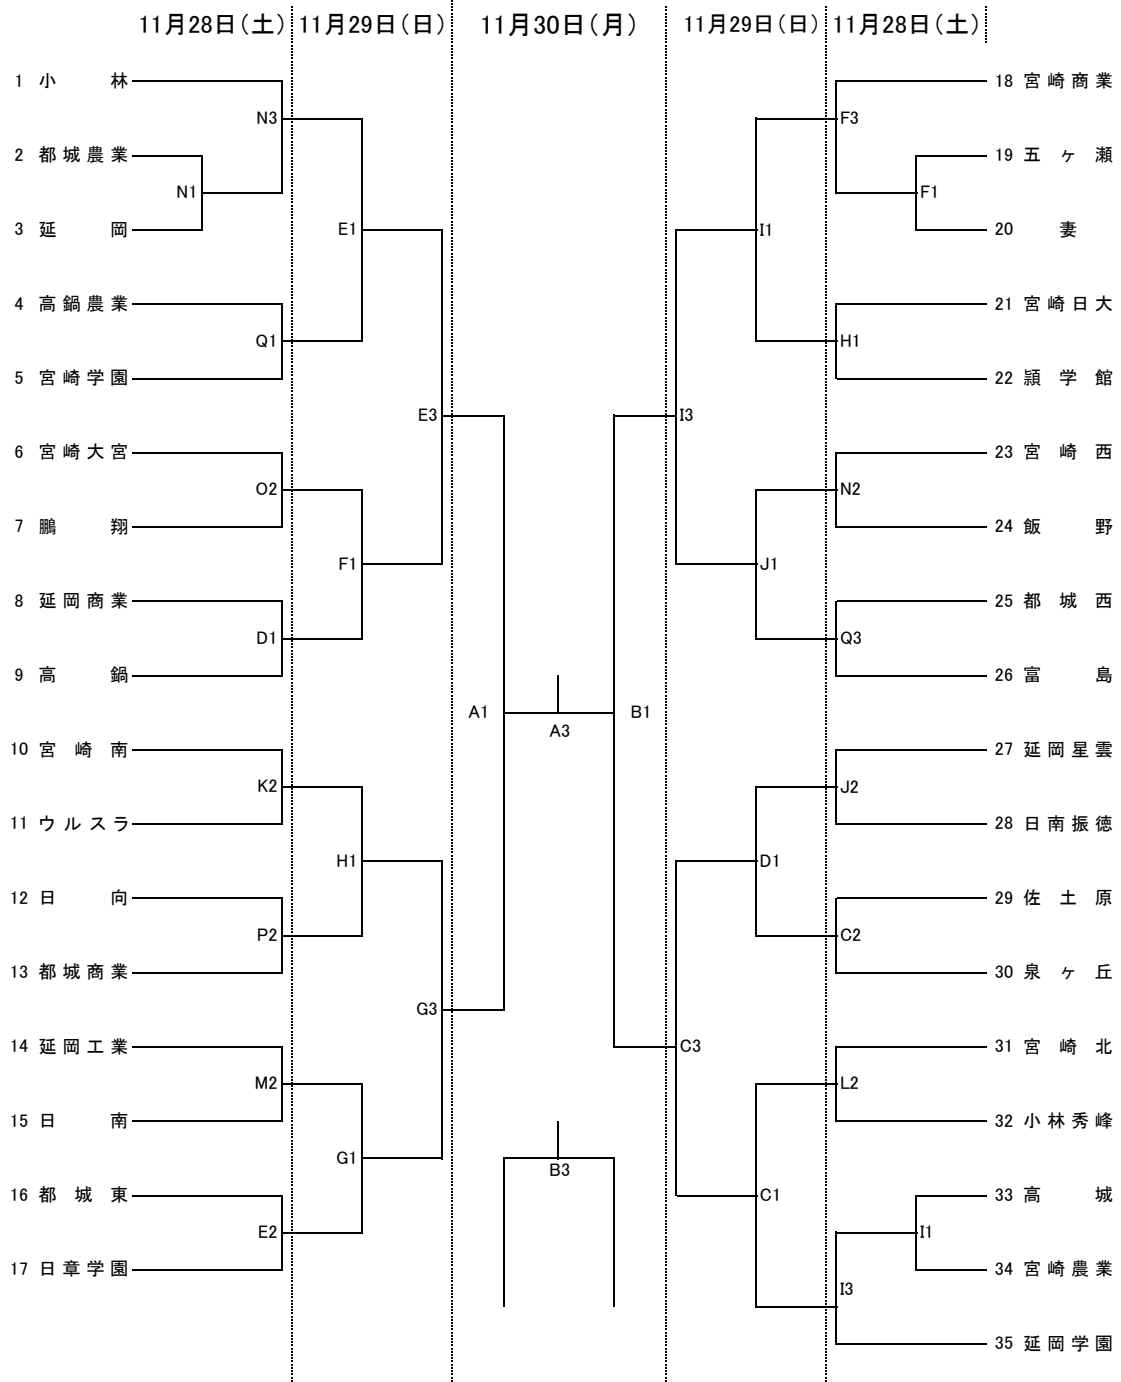 11月28日（土） 11月29日（日） 11月30日（月） 11月29日（日） 11月28日（土）
1 小林 18 宮崎商業
N3 F3
2 都城農業 19 五ヶ瀬
N1 F1
3 延岡 E1 I1 20 妻
4 高鍋農業 21 宮崎日大
Q1 H1
5 宮崎学園 22 頴学館
E3 I3
6 宮崎大宮 23 宮崎西
O2 N2
7 鵬翔 24 飯野
F1 J1
8 延岡商業 25 都城西
D1 Q3
9 高鍋 26 富島
A1 B1
A3
10 宮崎南 27 延岡星雲
K2 J2
11 ウルスラ 28 日南振徳
H1 D1
12 日向 29 佐土原
P2 C2
13 都城商業 30 泉ヶ丘
G3
14 延岡工業 C3 31 宮崎北
M2 L2
15 日南 32 小林秀峰
G1
B3
16 都城東 C1 33 高城
E2 I1
17 日章学園 34 宮崎農業
I3
35 延岡学園